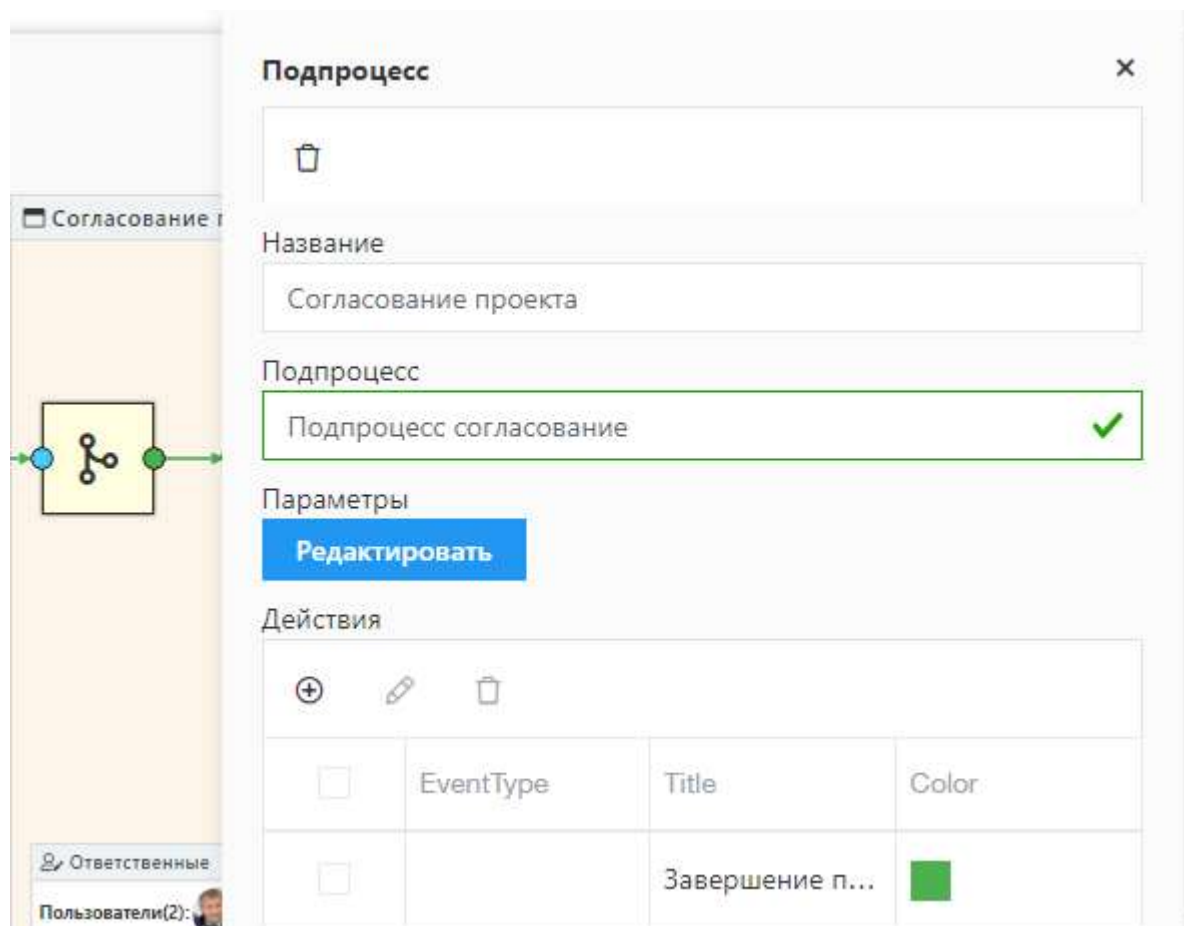 Подпроцесс
Согласование
Название
Согласование проекта
Подпроцесс
Подпроцесс согласование
Параметры
Редактировать
Действия
EventType Title Color
Завершение п...
Ответственные
Пользователи(2):